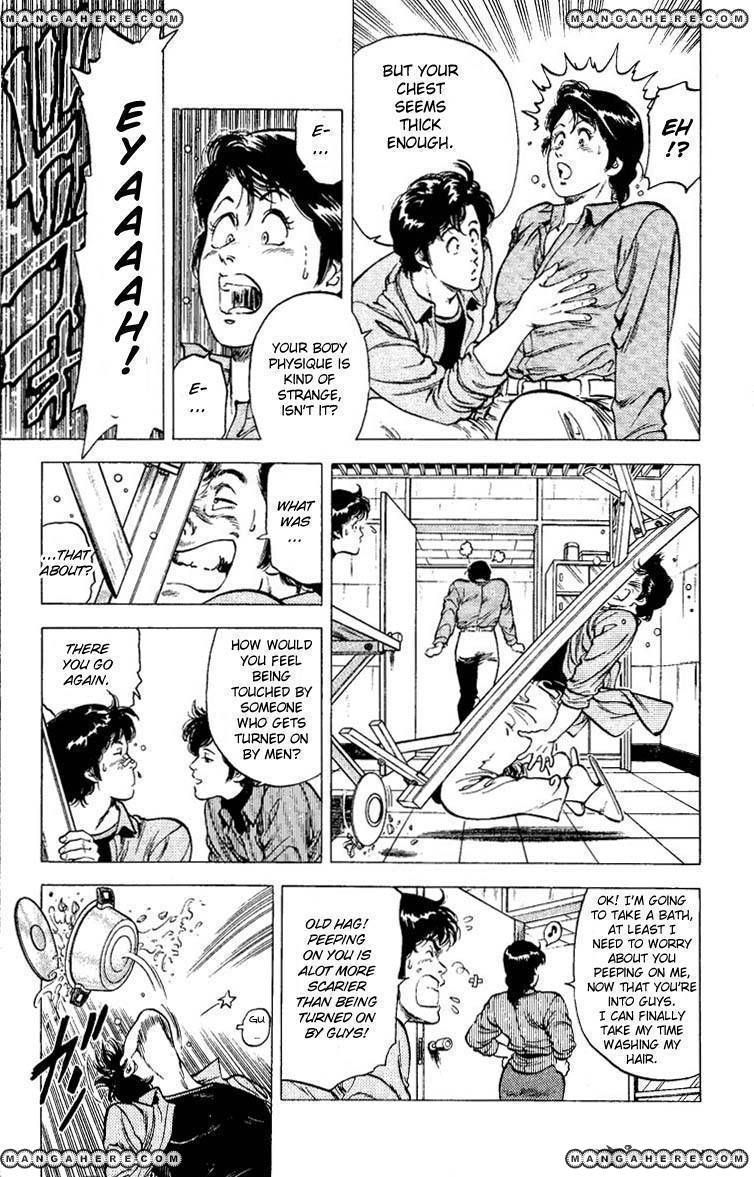 MANGAHERE.COM
MANGAHERE.COM
BUT YOUR
CHEST
SEEMS
THICK
ENOUGH.
EH
!?
E-
...
YOUR BODY
PHYSIQUE IS
KIND OF
STRANGE,
ISN'T IT?
E-
...
EYAAAAH!
WHAT
WAS...
...THAT
ABOUT?
HOW WOULD
YOU FEEL
BEING
TOUCHED BY
SOMEONE
WHO GETS
TURNED ON
BY MEN?
THERE
YOU GO
AGAIN.
OK! I'M GOING
TO TAKE A BATH,
AT LEAST I
NEED TO WORRY
ABOUT YOU
PEEPING ON ME,
NOW THAT YOU'RE
INTO GUYS.
I CAN FINALLY
TAKE MY TIME
WASHING MY
HAIR.
OLD HAG!
PEEPING
ON YOU IS
ALOT MORE
SCARIER
THAN BEING
TURNED ON
BY GUYS!
GU
MANGAHERE.COM
MANGAHERE.COM